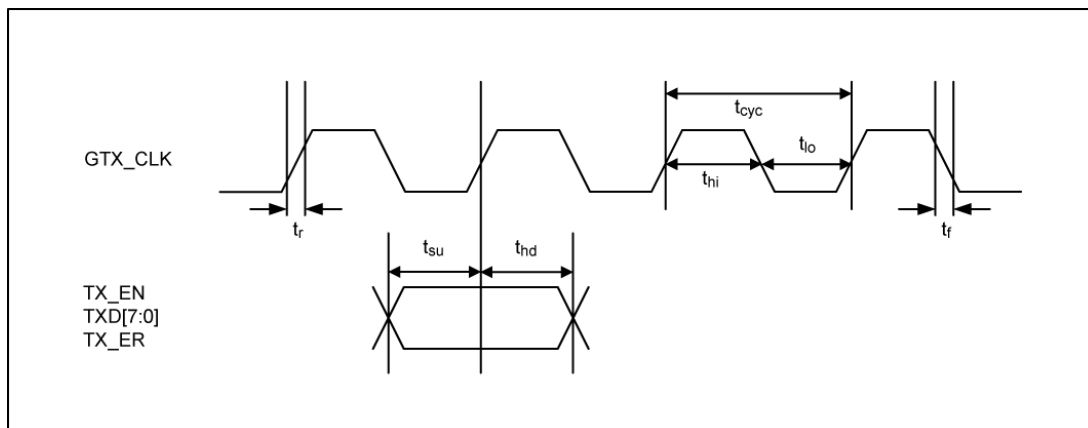 t_cyc
GTX_CLK
t_lo
t_hi
t_r
t_f
t_su
t_hd
TX_EN
TXD[7:0]
TX_ER